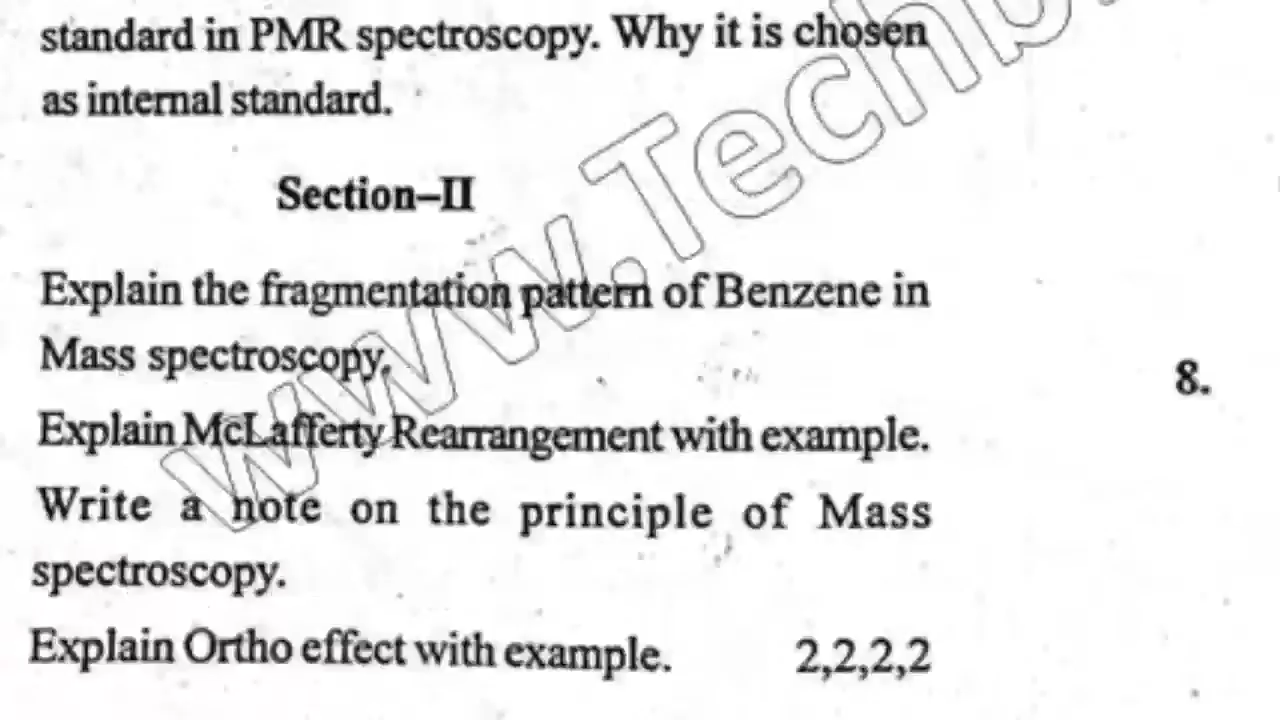 standard in PMR spectroscopy. Why it is chosen
as internal standard.
Section–II
Explain the fragmentation pattern of Benzene in
Mass spectroscopy.
8.
Explain McLafferty Rearrangement with example.
Write a note on the principle of Mass
spectroscopy.
Explain Ortho effect with example. 2,2,2,2
www.Techb